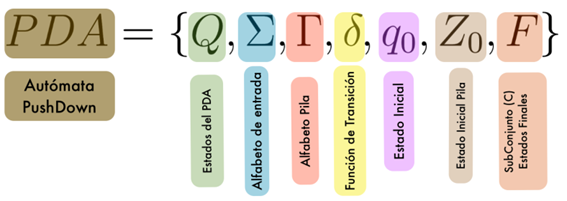 PDA = {Q, Σ, Γ, δ, q₀, Z₀, F}
Autómata
PushDown
Estados del PDA
Alfabeto de entrada
Alfabeto Pila
Función de Transición
Estado Inicial
Estado Inicial Pila
SubConjunto (C)
Estados Finales